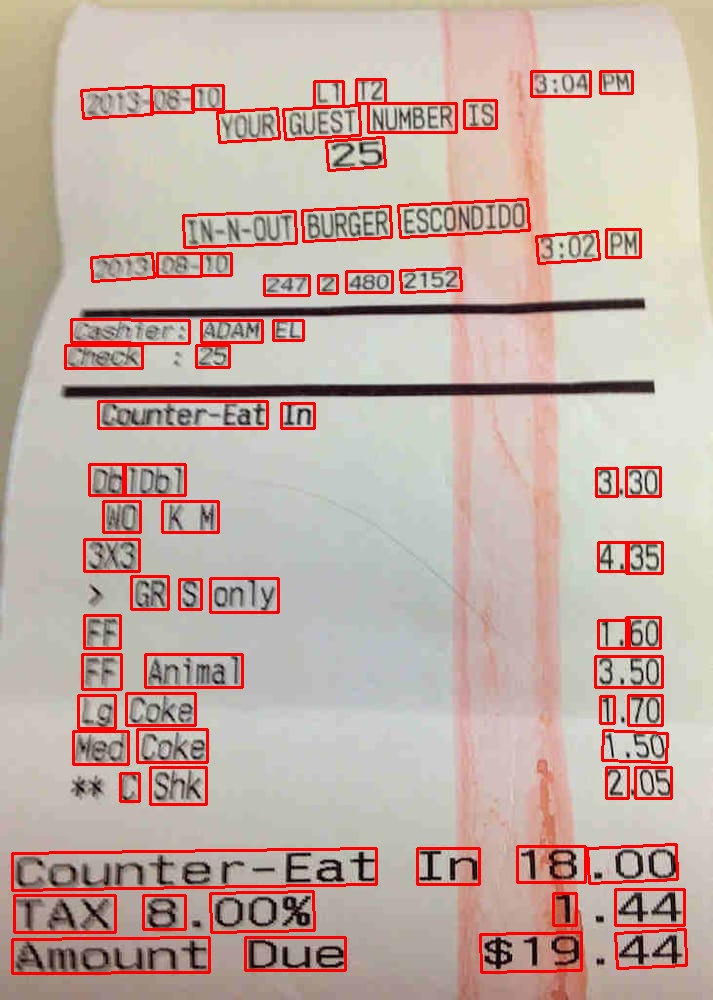 2013-08-10 L1 T2 3:04 PM
YOUR GUEST NUMBER IS
25
IN-N-OUT BURGER ESCONDIDO
2013-08-10 3:02 PM
247 2 480 2152
Cashier: ADAM EL
Check : 25
Counter-Eat In
DblDbl 3.30
WO K M
3X3 4.35
> GR S only
FF 1.60
FF Animal 3.50
Lg Coke 1.70
Med Coke 1.50
** C Shk 2.05
Counter-Eat In 18.00
TAX 8.00% 1.44
Amount Due $19.44